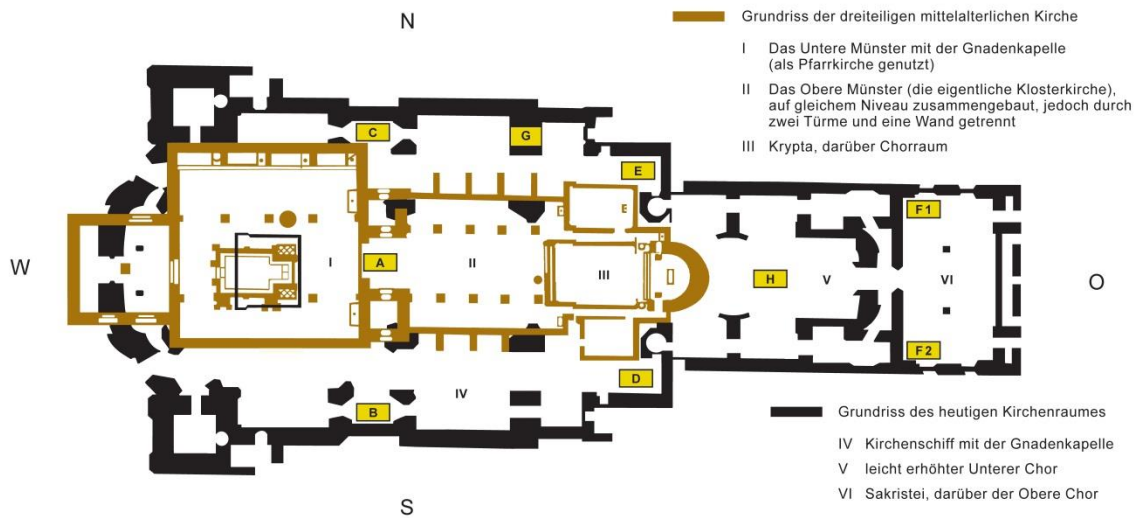 N
Grundriss der dreiteiligen mittelalterlichen Kirche
I Das Untere Münster mit der Gnadenkapelle
(als Pfarrkirche genutzt)
II Das Obere Münster (die eigentliche Klosterkirche),
auf gleichem Niveau zusammengebaut, jedoch durch
zwei Türme und eine Wand getrennt
III Krypta, darüber Chorraum
C
G
E
E
F1
W
I
A
II
III
H
V
VI
O
F2
D
IV
B
Grundriss des heutigen Kirchenraumes
IV Kirchenschiff mit der Gnadenkapelle
V leicht erhöhter Unterer Chor
VI Sakristei, darüber der Obere Chor
S